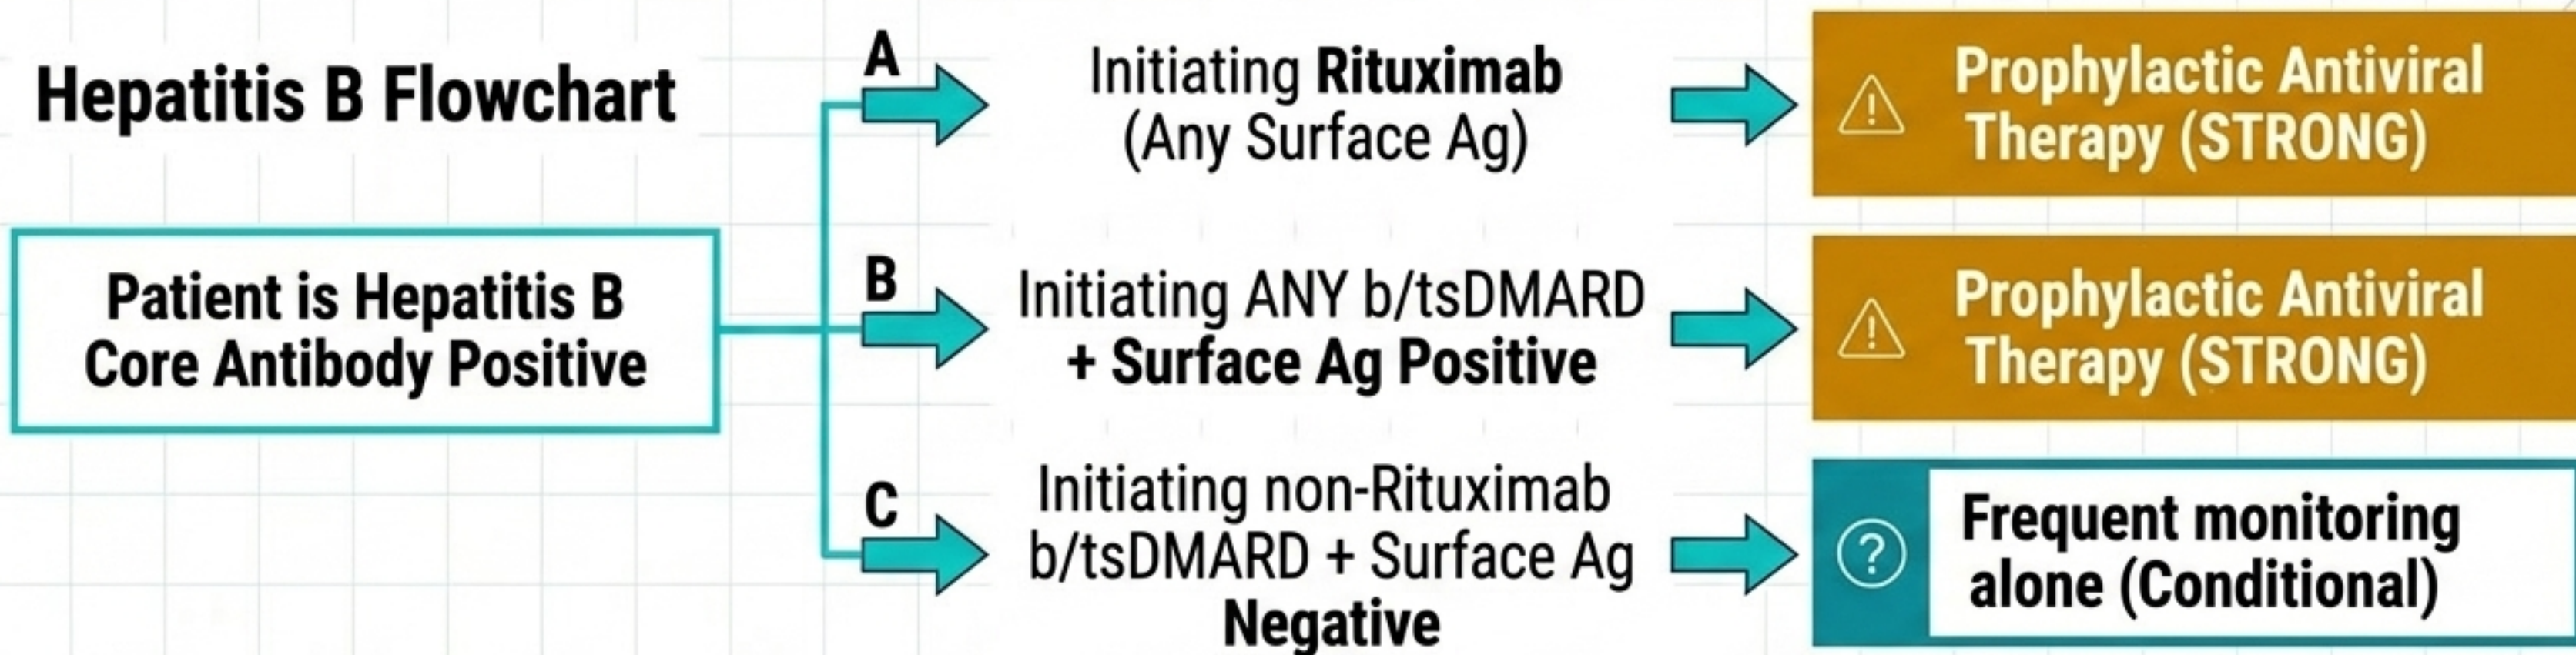 Hepatitis B Flowchart
Patient is Hepatitis B
Core Antibody Positive
A
Initiating Rituximab
(Any Surface Ag)
Prophylactic Antiviral
Therapy (STRONG)
B
Initiating ANY b/tsDMARD
+ Surface Ag Positive
Prophylactic Antiviral
Therapy (STRONG)
C
Initiating non-Rituximab
b/tsDMARD + Surface Ag
Negative
Frequent monitoring
alone (Conditional)